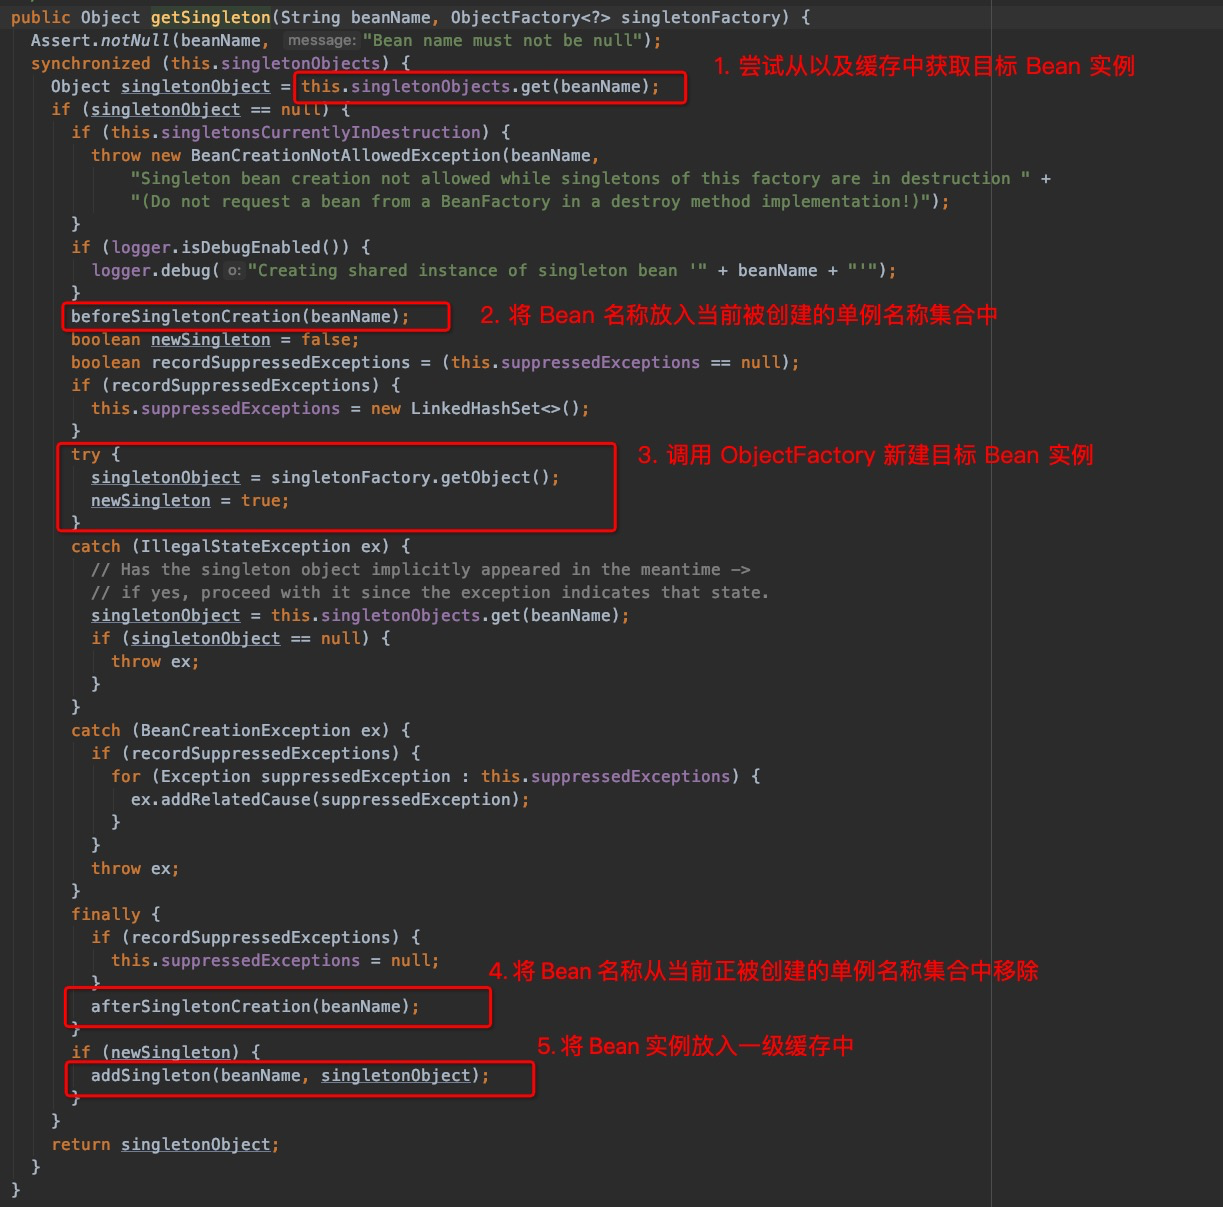 public Object getSingleton(String beanName, ObjectFactory<?> singletonFactory) {
Assert.notNull(beanName, message: "Bean name must not be null");
synchronized (this.singletonObjects) {
1. 尝试从以及缓存中获取目标 Bean 实例
Object singletonObject = this.singletonObjects.get(beanName);
if (singletonObject == null) {
if (this.singletonsCurrentlyInDestruction) {
throw new BeanCreationNotAllowedException(beanName,
"Singleton bean creation not allowed while singletons of this factory are in destruction " +
"(Do not request a bean from a BeanFactory in a destroy method implementation!)");
}
if (logger.isDebugEnabled()) {
logger.debug( o: "Creating shared instance of singleton bean '" + beanName + "'");
}
beforeSingletonCreation(beanName);
2. 将 Bean 名称放入当前被创建的单例名称集合中
boolean newSingleton = false;
boolean recordSuppressedExceptions = (this.suppressedExceptions == null);
if (recordSuppressedExceptions) {
this.suppressedExceptions = new LinkedHashSet<>();
}
try {
3. 调用 ObjectFactory 新建目标 Bean 实例
singletonObject = singletonFactory.getObject();
newSingleton = true;
}
catch (IllegalStateException ex) {
// Has the singleton object implicitly appeared in the meantime —>
// if yes, proceed with it since the exception indicates that state.
singletonObject = this.singletonObjects.get(beanName);
if (singletonObject == null) {
throw ex;
}
}
catch (BeanCreationException ex) {
if (recordSuppressedExceptions) {
for (Exception suppressedException : this.suppressedExceptions) {
ex.addRelatedCause(suppressedException);
}
}
throw ex;
}
finally {
if (recordSuppressedExceptions) {
this.suppressedExceptions = null;
}
4. 将 Bean 名称从当前正被创建的单例名称集合中移除
afterSingletonCreation(beanName);
}
5. 将 Bean 实例放入一级缓存中
if (newSingleton) {
addSingleton(beanName, singletonObject);
}
}
return singletonObject;
}
}